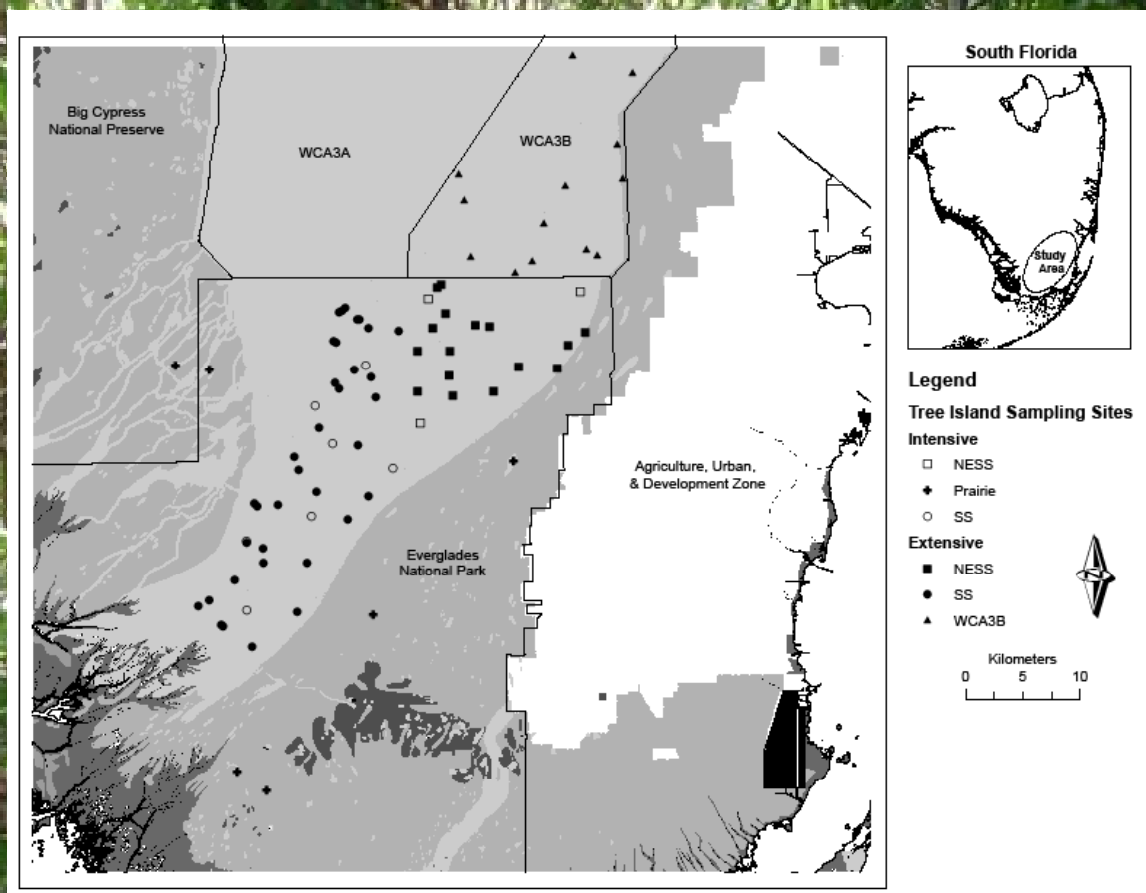 Big Cypress
National Preserve
WCA3A
WCA3B
Agriculture, Urban,
& Development Zone
Everglades
National Park
South Florida
Study
Area
Legend
Tree Island Sampling Sites
Intensive
NESS
Prairie
SS
Extensive
NESS
SS
WCA3B
Kilometers
0 5 10